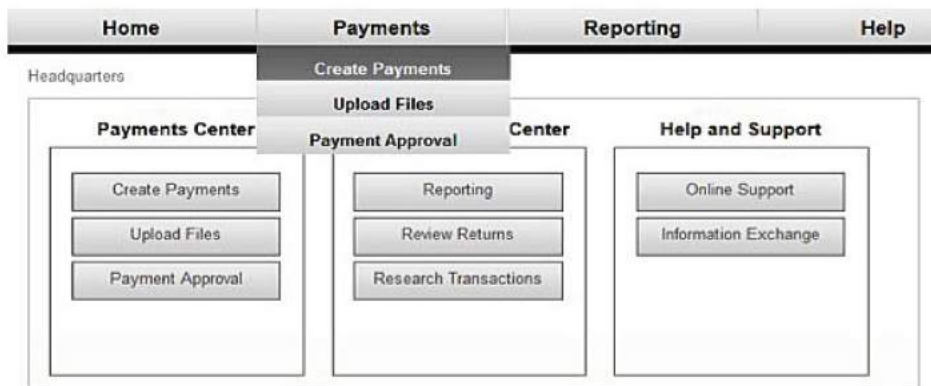 Home Payments Reporting Help
Create Payments
Headquarters
Upload Files
Payments Center Payment Approval Center Help and Support
Create Payments Reporting Online Support
Upload Files Review Returns Information Exchange
Payment Approval Research Transactions